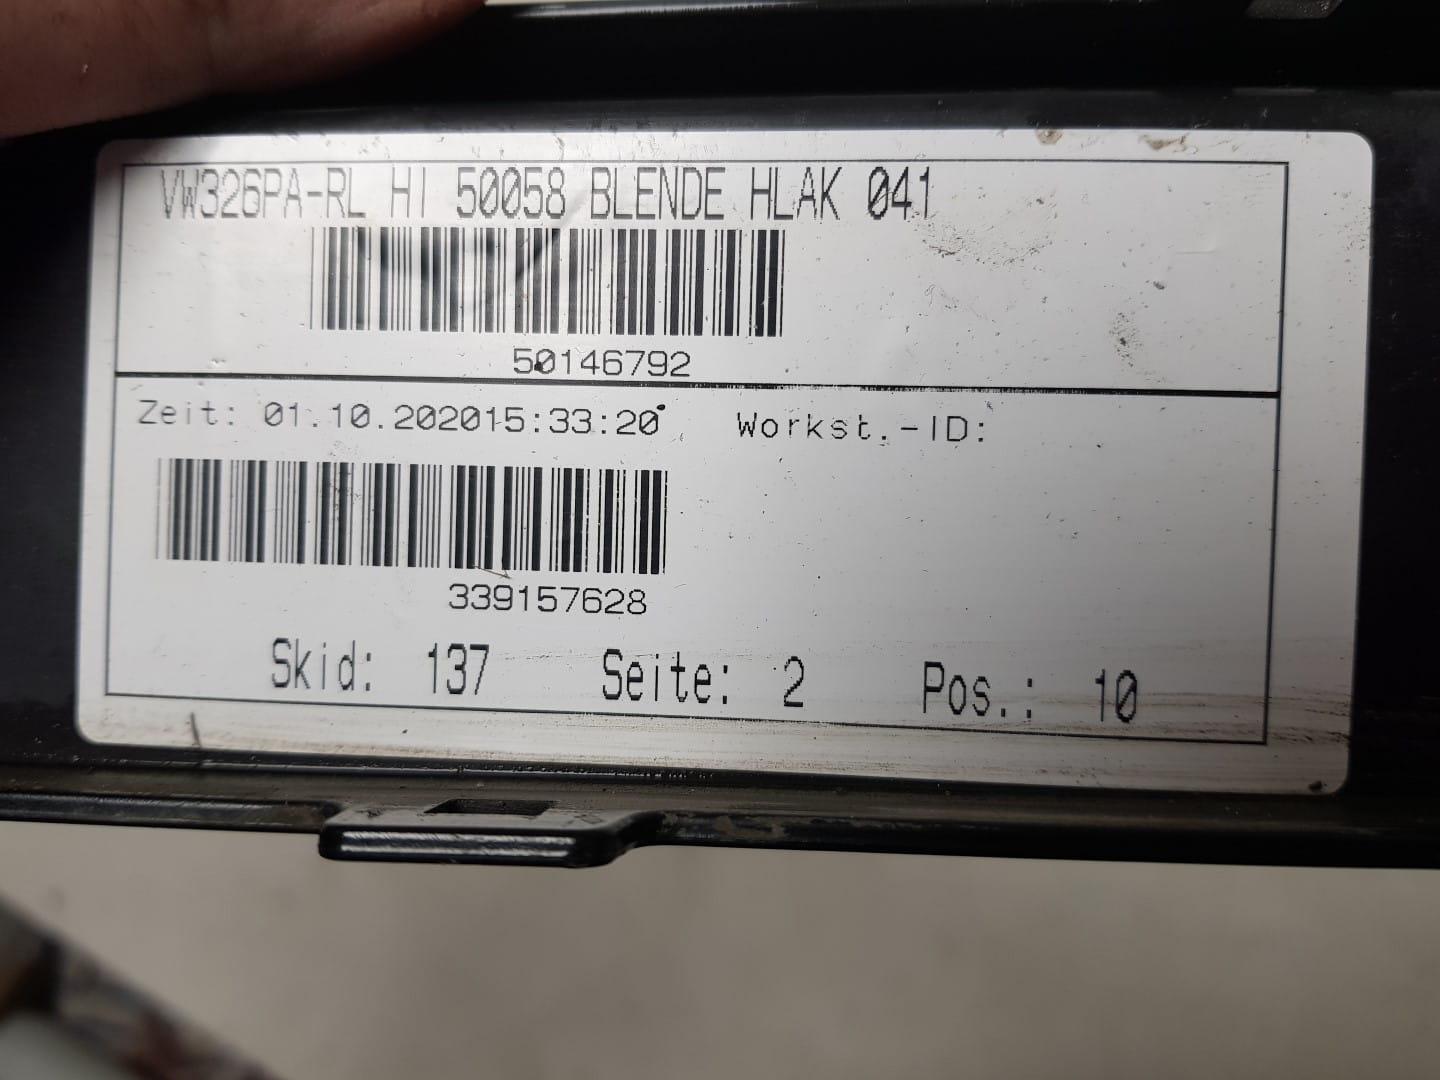 VW326PA-RL HI 50058 BLENDE HLAK 041
50146792
Zeit: 01.10.202015:33:20 Workst.-ID:
339157628
Skid: 137 Seite: 2 Pos.: 10